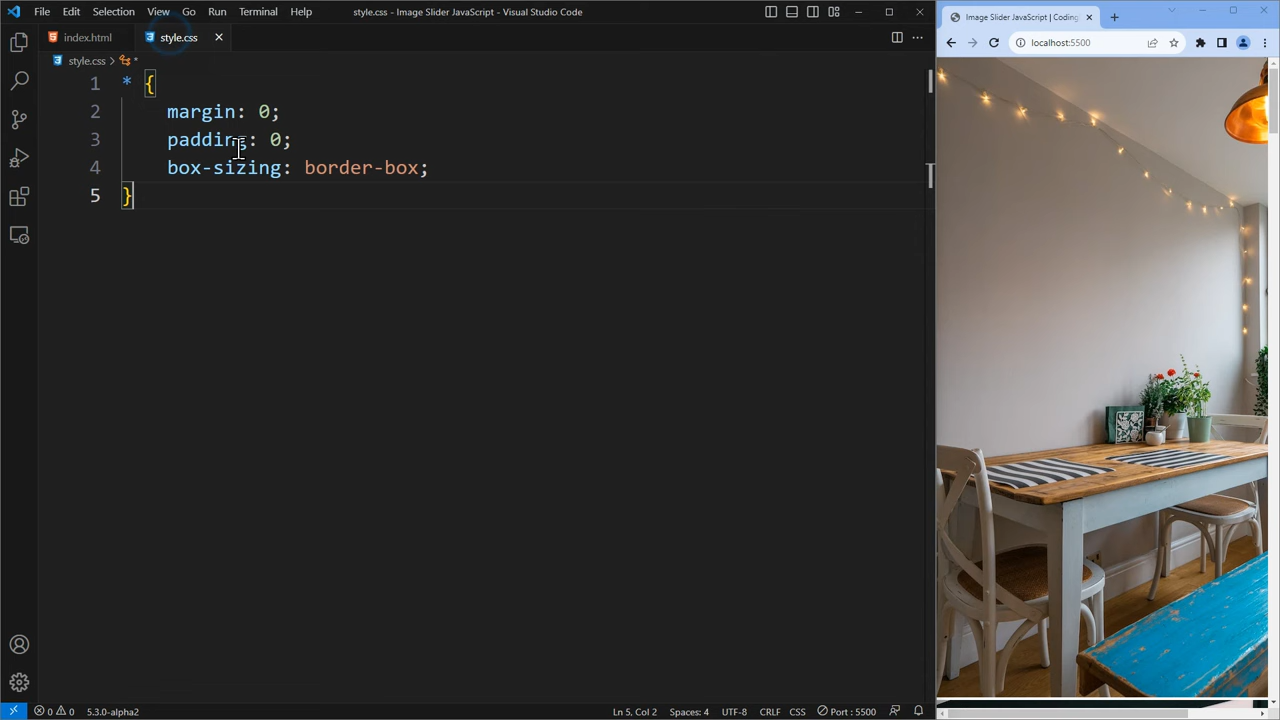 File Edit Selection View Go Run Terminal Help
style.css - Image Slider JavaScript - Visual Studio Code
index.html
style.css
style.css
1 * {
2 margin: 0;
3 padding: 0;
4 box-sizing: border-box;
5 }
0 0 5.3.0-alpha2
Ln 5, Col 2 Spaces: 4 UTF-8 CRLF CSS Port : 5500
Image Slider JavaScript | Coding
localhost:5500